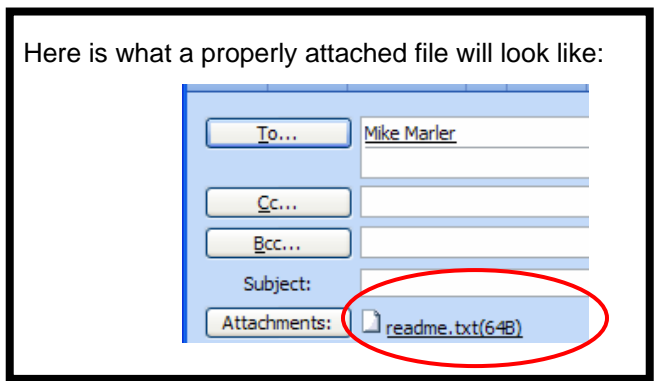 Here is what a properly attached file will look like:
To...
Mike Marler
Cc...
Bcc...
Subject:
Attachments:
readme.txt(64B)